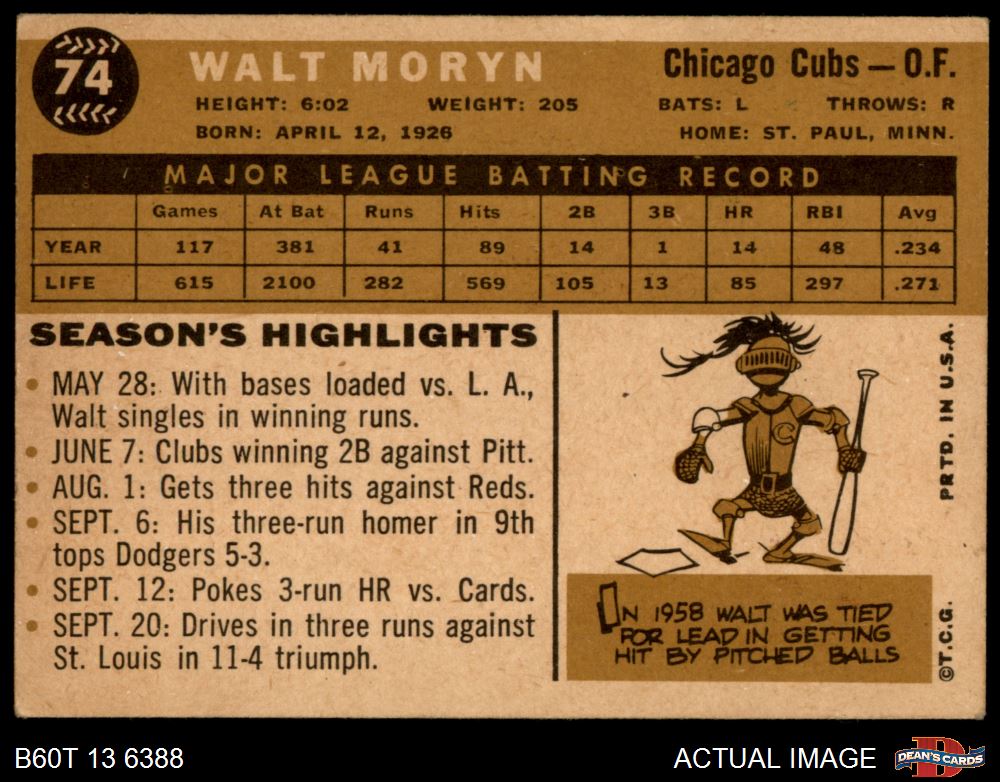 74
WALT MORYN
Chicago Cubs — O.F.
HEIGHT: 6:02 WEIGHT: 205 BATS: L THROWS: R
BORN: APRIL 12, 1926 HOME: ST. PAUL, MINN.
MAJOR LEAGUE BATTING RECORD
Games At Bat Runs Hits 2B 3B HR RBI Avg
YEAR 117 381 41 89 14 1 14 48 .234
LIFE 615 2100 282 569 105 13 85 297 .271
SEASON'S HIGHLIGHTS
• MAY 28: With bases loaded vs. L. A.,
Walt singles in winning runs.
• JUNE 7: Clubs winning 2B against Pitt.
• AUG. 1: Gets three hits against Reds.
• SEPT. 6: His three-run homer in 9th
tops Dodgers 5-3.
• SEPT. 12: Pokes 3-run HR vs. Cards.
• SEPT. 20: Drives in three runs against
St. Louis in 11-4 triumph.
C
IN 1958 WALT WAS TIED
FOR LEAD IN GETTING
HIT BY PITCHED BALLS
PRTD. IN U.S.A.
©T.C.G.
B60T 13 6388
ACTUAL IMAGE
D
DEAN'S CARDS